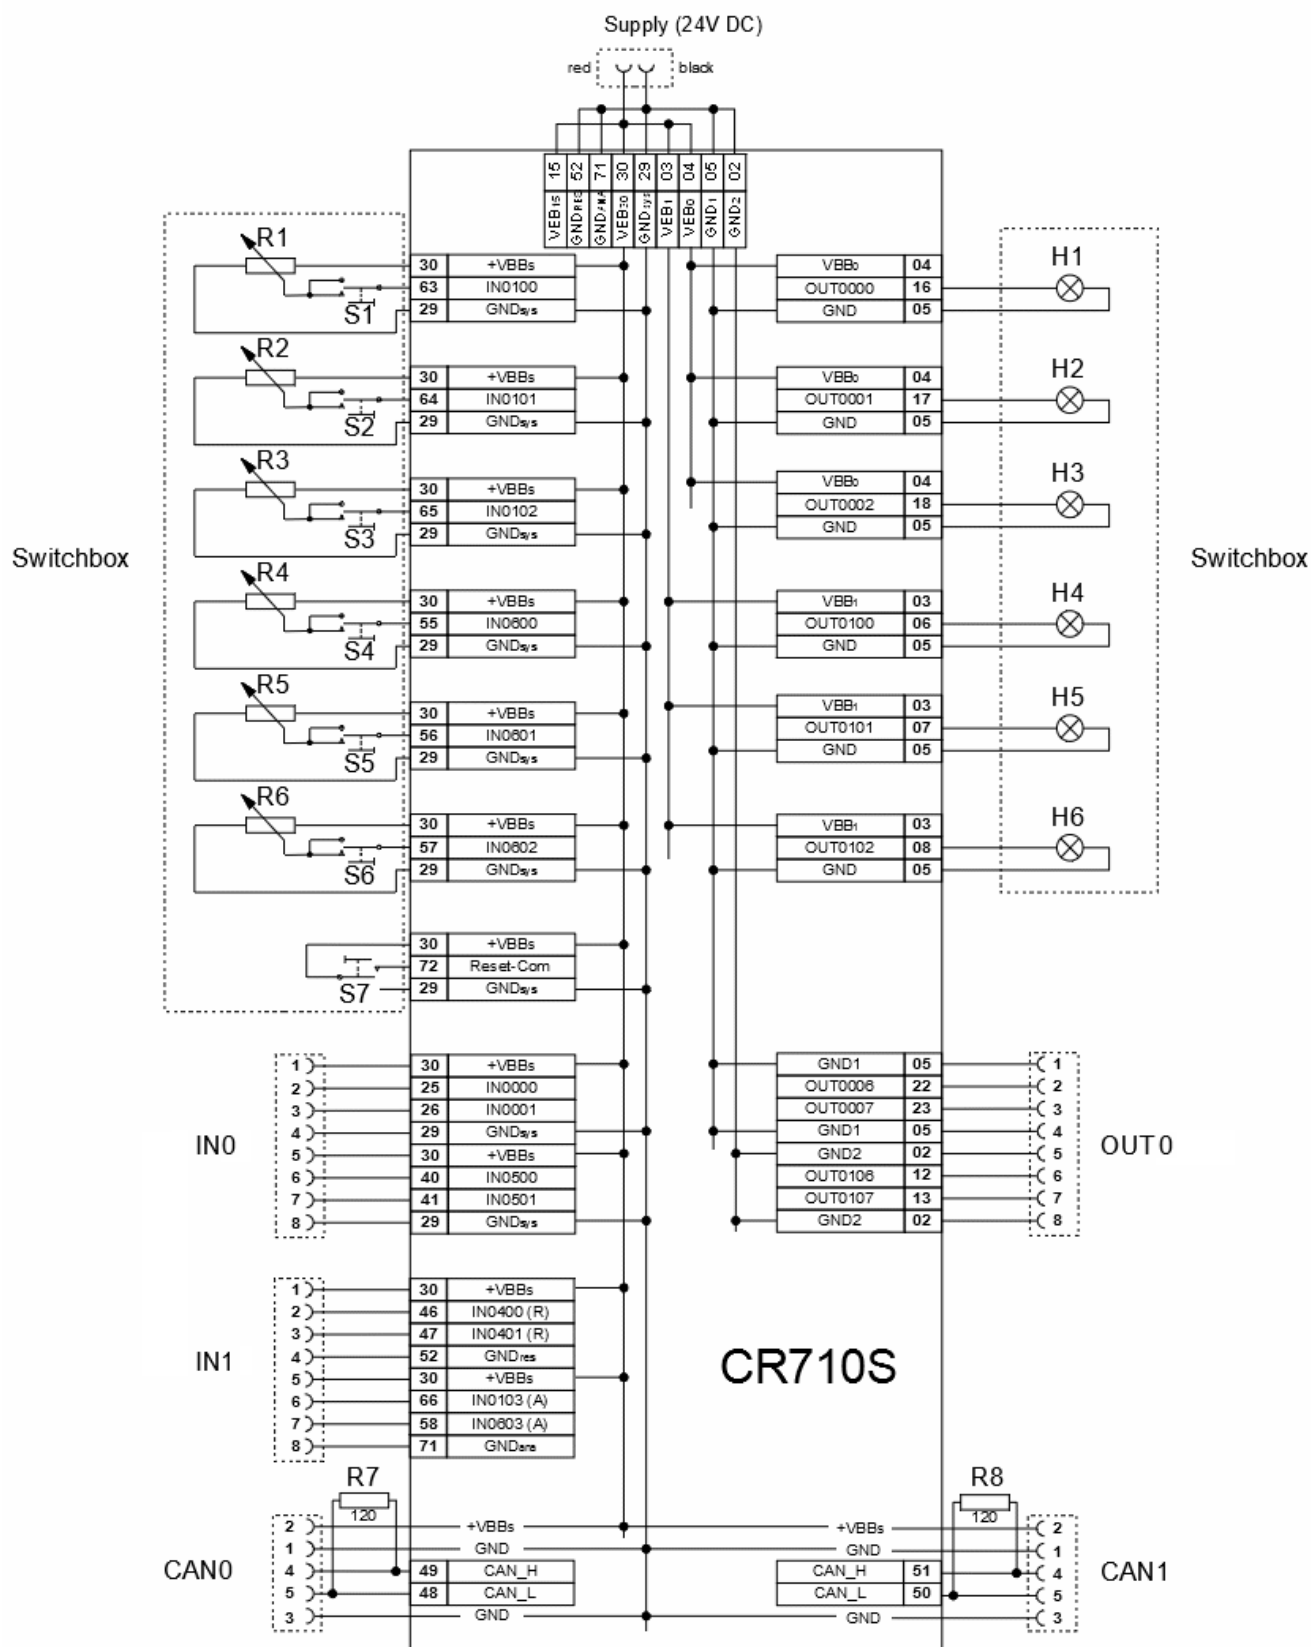 Supply (24V DC)
red black
15 52 71 30 29 03 04 05 02
VEB15 GNDRES GNDANA VEB30 GNDsys VEB1 VEB0 GND1 GND2
R1
30 +VBBs
63 IN0100
29 GNDsys
S1
VBB0 04
OUT0000 16
GND 05
H1
R2
30 +VBBs
64 IN0101
29 GNDsys
S2
VBB0 04
OUT0001 17
GND 05
H2
R3
30 +VBBs
65 IN0102
29 GNDsys
S3
VBB0 04
OUT0002 18
GND 05
H3
Switchbox
Switchbox
R4
30 +VBBs
55 IN0600
29 GNDsys
S4
VBB1 03
OUT0100 06
GND 05
H4
R5
30 +VBBs
56 IN0601
29 GNDsys
S5
VBB1 03
OUT0101 07
GND 05
H5
R6
30 +VBBs
57 IN0602
29 GNDsys
S6
VBB1 03
OUT0102 08
GND 05
H6
30 +VBBs
72 Reset-Com
29 GNDsys
S7
IN0
1 30 +VBBs
2 25 IN0000
3 26 IN0001
4 29 GNDsys
5 30 +VBBs
6 40 IN0500
7 41 IN0501
8 29 GNDsys
GND1 05 1
OUT0006 22 2
OUT0007 23 3
GND1 05 4
GND2 02 5
OUT0106 12 6
OUT0107 13 7
GND2 02 8
OUT0
IN1
1 30 +VBBs
2 46 IN0400 (R)
3 47 IN0401 (R)
4 52 GNDres
5 30 +VBBs
6 66 IN0103 (A)
7 58 IN0603 (A)
8 71 GNDana
CR710S
R7
120
R8
120
CAN0
2 +VBBs
1 GND
4 49 CAN_H
5 48 CAN_L
3 GND
+VBBs 2
GND 1
CAN_H 51 4
CAN_L 50 5
GND 3
CAN1